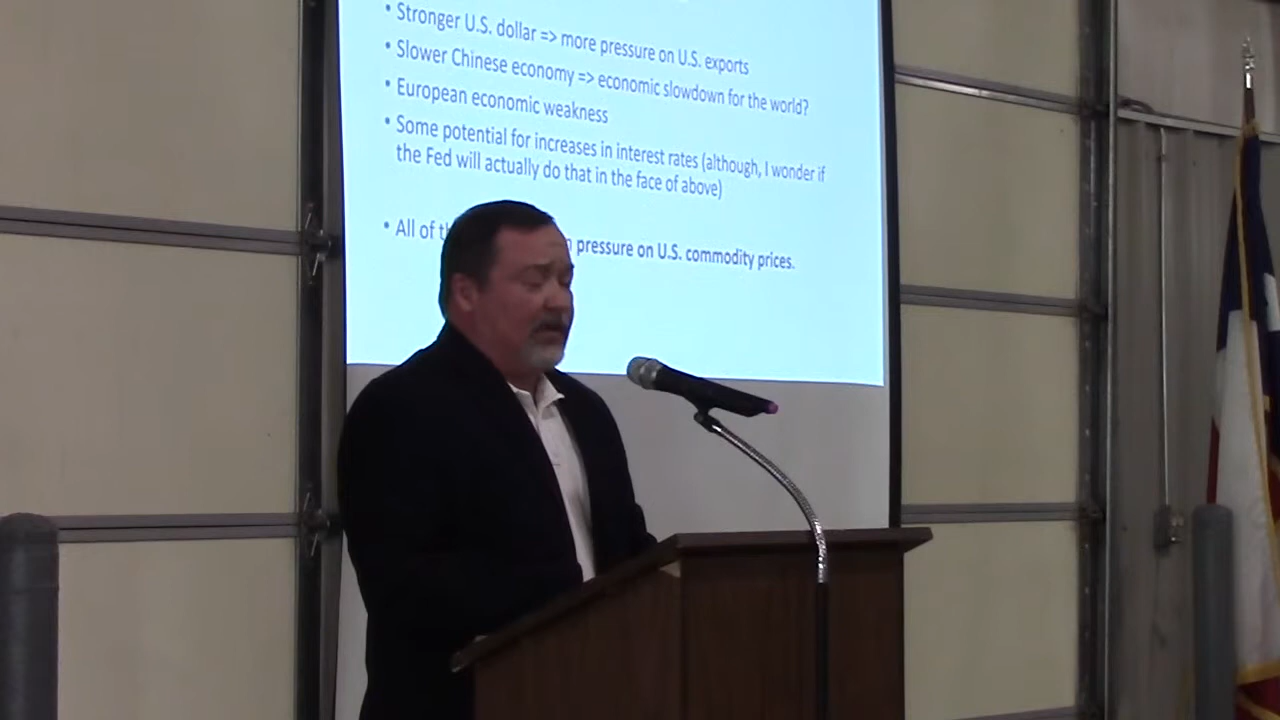 • Stronger U.S. dollar => more pressure on U.S. exports
• Slower Chinese economy => economic slowdown for the world?
• European economic weakness
• Some potential for increases in interest rates (although, I wonder if
the Fed will actually do that in the face of above)
• All of pressure on U.S. commodity prices.